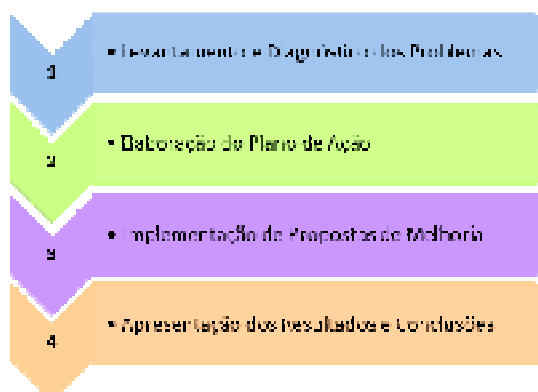 1
• Levantamento e Diagnóstico dos Problemas
2
• Elaboração do Plano de Ação
3
• Implementação de Propostas de Melhoria
4
• Apresentação dos Resultados e Conclusões